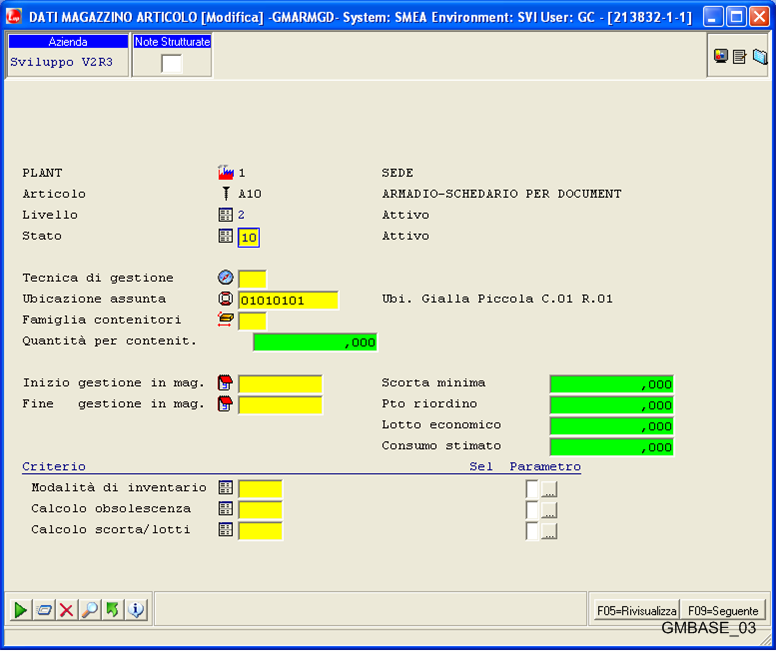 DATI MAGAZZINO ARTICOLO [Modifica] -GMARMGD- System: SMEA Environment: SVI User: GC - [213832-1-1]
Azienda
Note Strutturate
Sviluppo V2R3
PLANT 1 SEDE
Articolo A10 ARMADIO-SCHEDARIO PER DOCUMENT
Livello 2 Attivo
Stato 10 Attivo
Tecnica di gestione
Ubicazione assunta 01010101 Ubi. Gialla Piccola C.01 R.01
Famiglia contenitori
Quantità per contenit. ,000
Inizio gestione in mag. Scorta minima ,000
Fine gestione in mag. Pto riordino ,000
Lotto economico ,000
Consumo stimato ,000
Criterio Sel Parametro
Modalità di inventario ...
Calcolo obsolescenza ...
Calcolo scorta/lotti ...
F05=Rivisualizza F09=Seguente
GMBASE_03